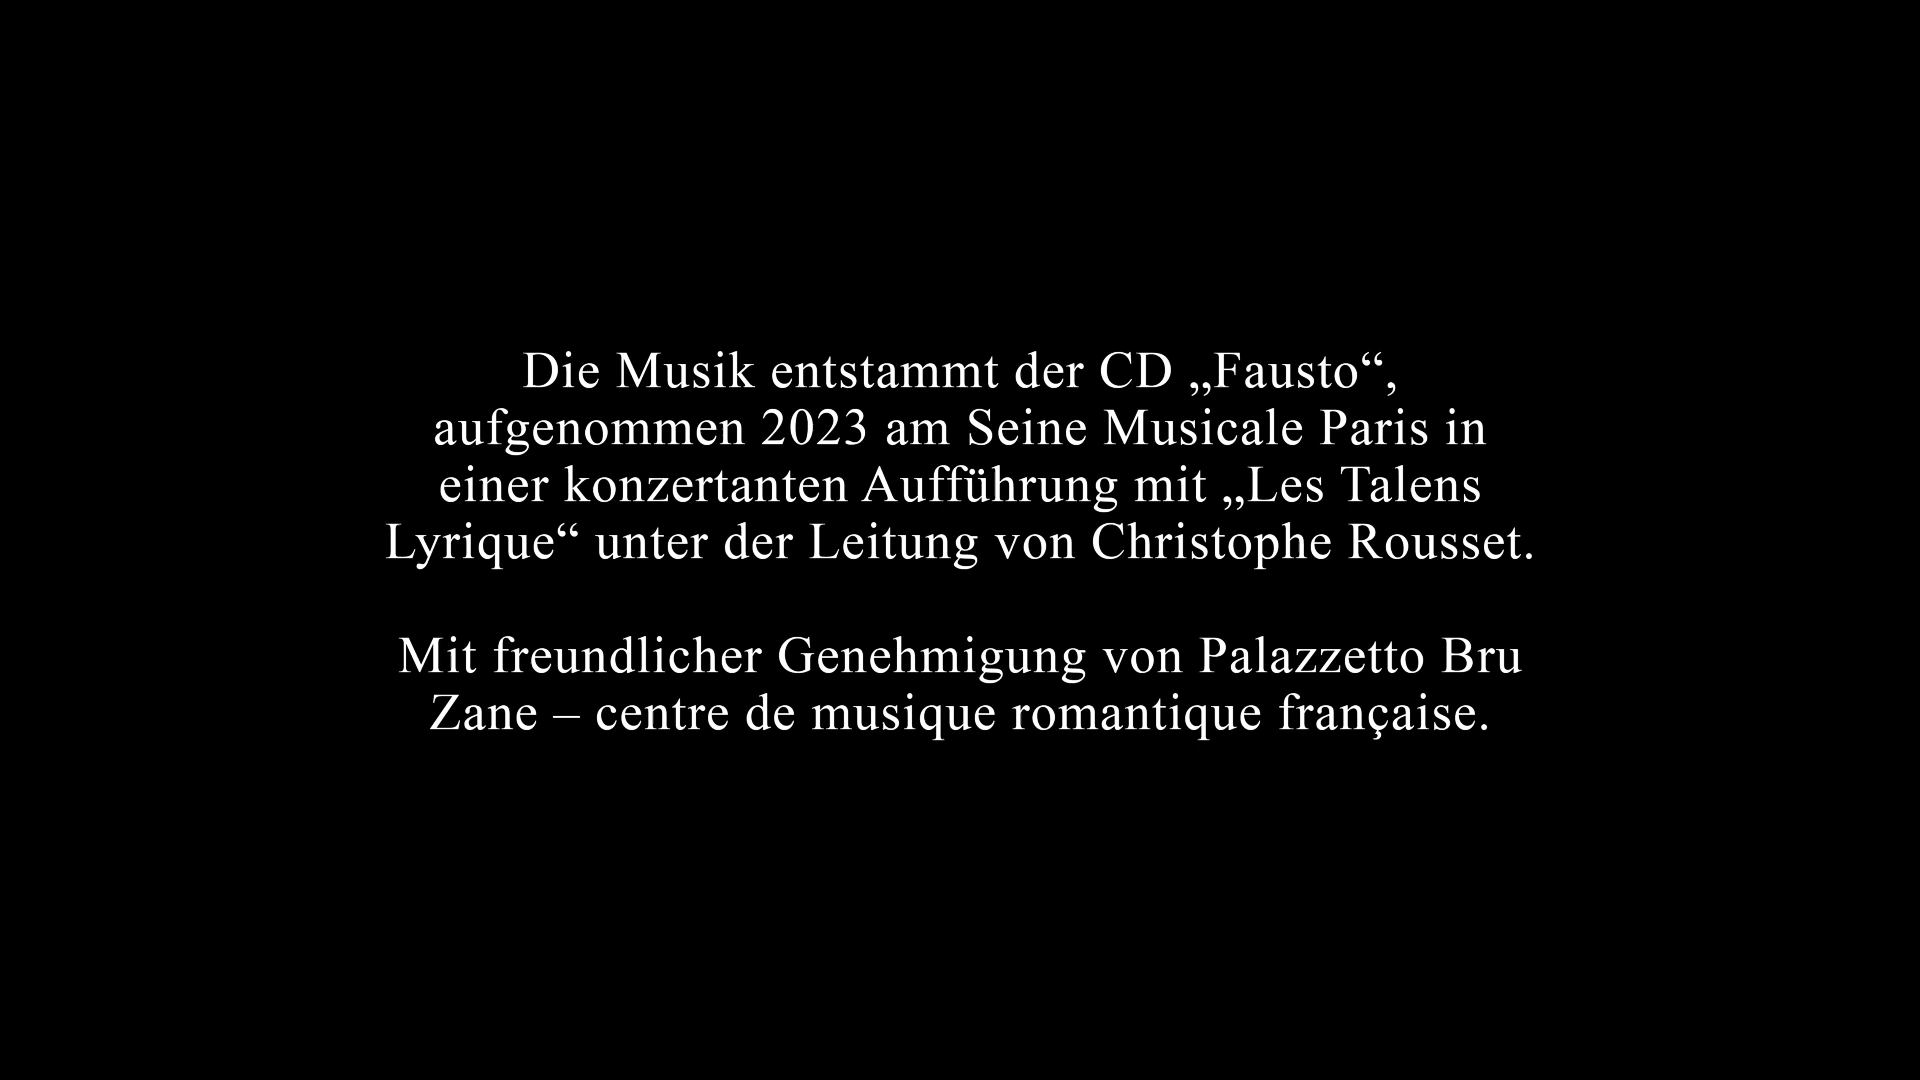 Die Musik entstammt der CD „Fausto“,
aufgenommen 2023 am Seine Musicale Paris in
einer konzertanten Aufführung mit „Les Talens
Lyrique“ unter der Leitung von Christophe Rousset.
Mit freundlicher Genehmigung von Palazzetto Bru
Zane – centre de musique romantique française.